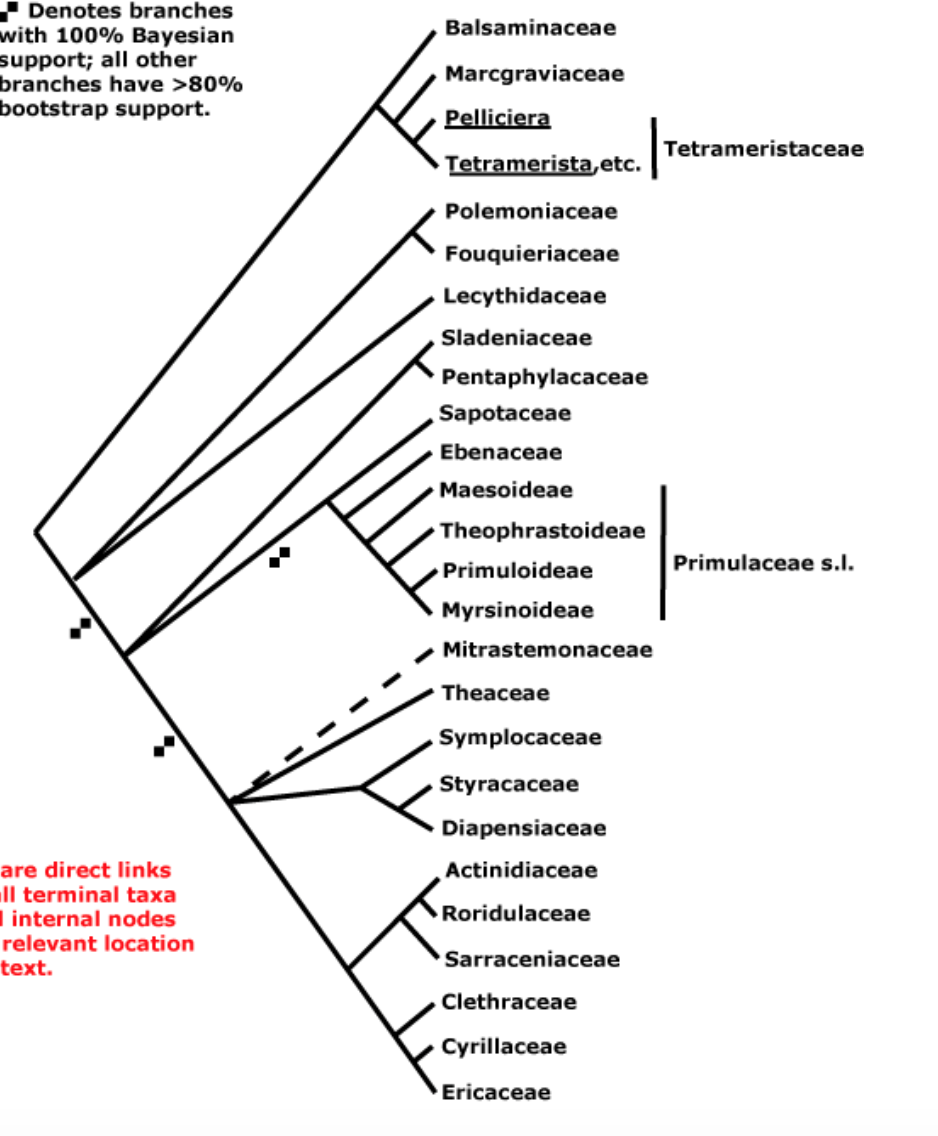 Denotes branches
with 100% Bayesian
support; all other
branches have >80%
bootstrap support.
Balsaminaceae
Marcgraviaceae
Pelliciera
Tetramerista,etc.
Tetrameristaceae
Polemoniaceae
Fouquieriaceae
Lecythidaceae
Sladeniaceae
Pentaphylacaceae
Sapotaceae
Ebenaceae
Maesoideae
Theophrastoideae
Primuloideae
Myrsinoideae
Primulaceae s.l.
Mitrastemonaceae
Theaceae
Symplocaceae
Styracaceae
Diapensiaceae
Actinidiaceae
Roridulaceae
Sarraceniaceae
Clethraceae
Cyrillaceae
Ericaceae
are direct links
terminal taxa
internal nodes
relevant location
text.